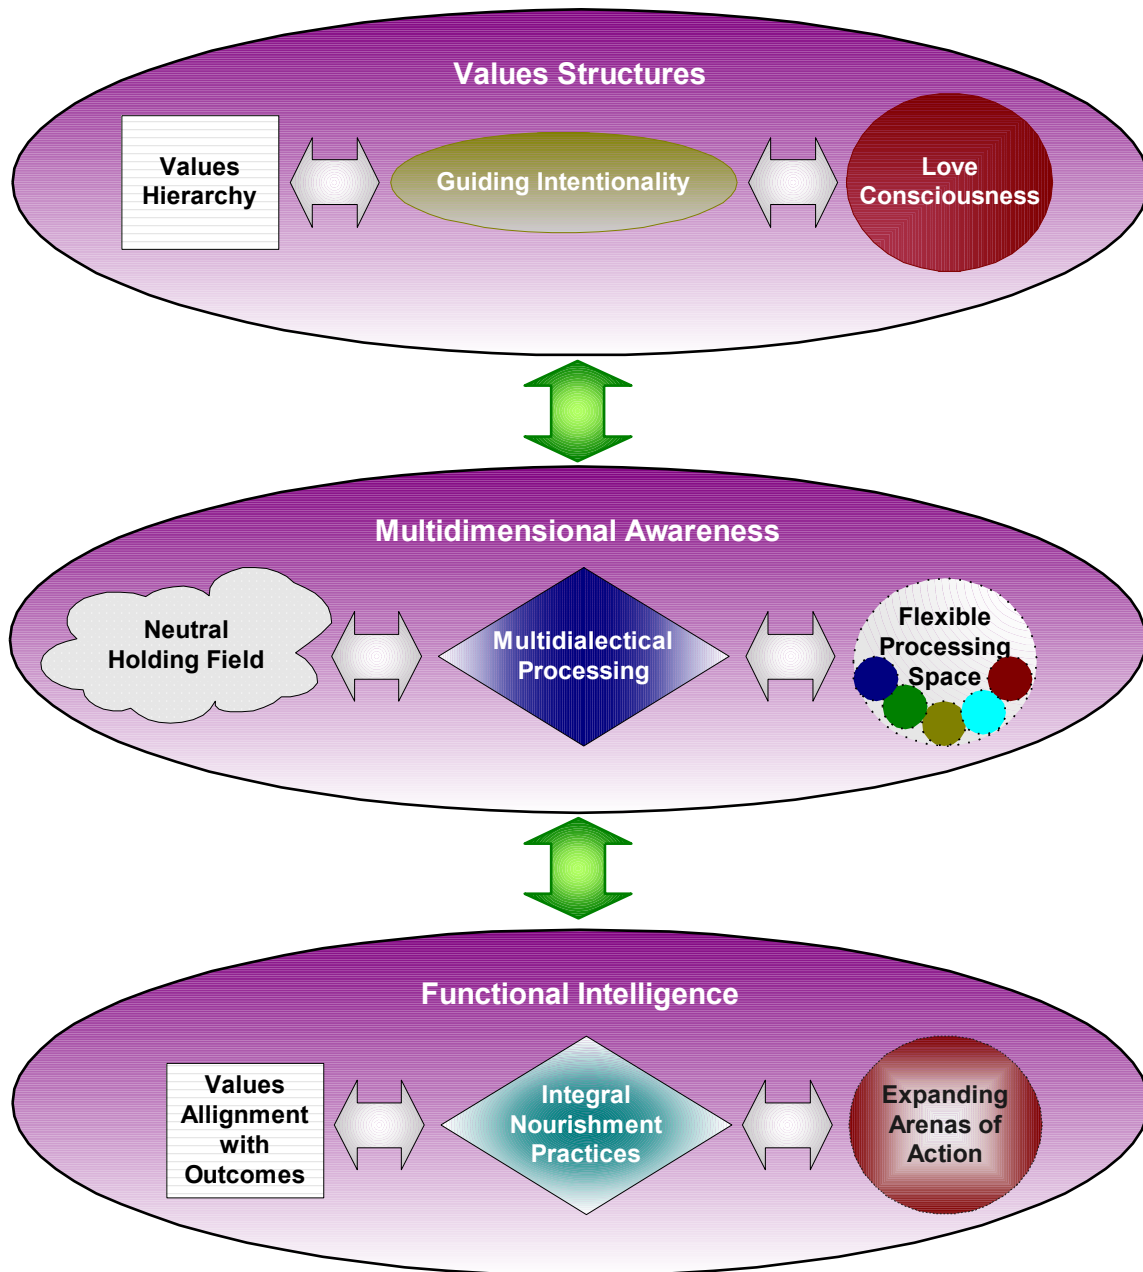 Values Structures
Values
Hierarchy
Guiding Intentionality
Love
Consciousness
Multidimensional Awareness
Neutral
Holding Field
Multidialectical
Processing
Flexible
Processing
Space
Functional Intelligence
Values
Allignment
with
Outcomes
Integral
Nourishment
Practices
Expanding
Arenas of
Action